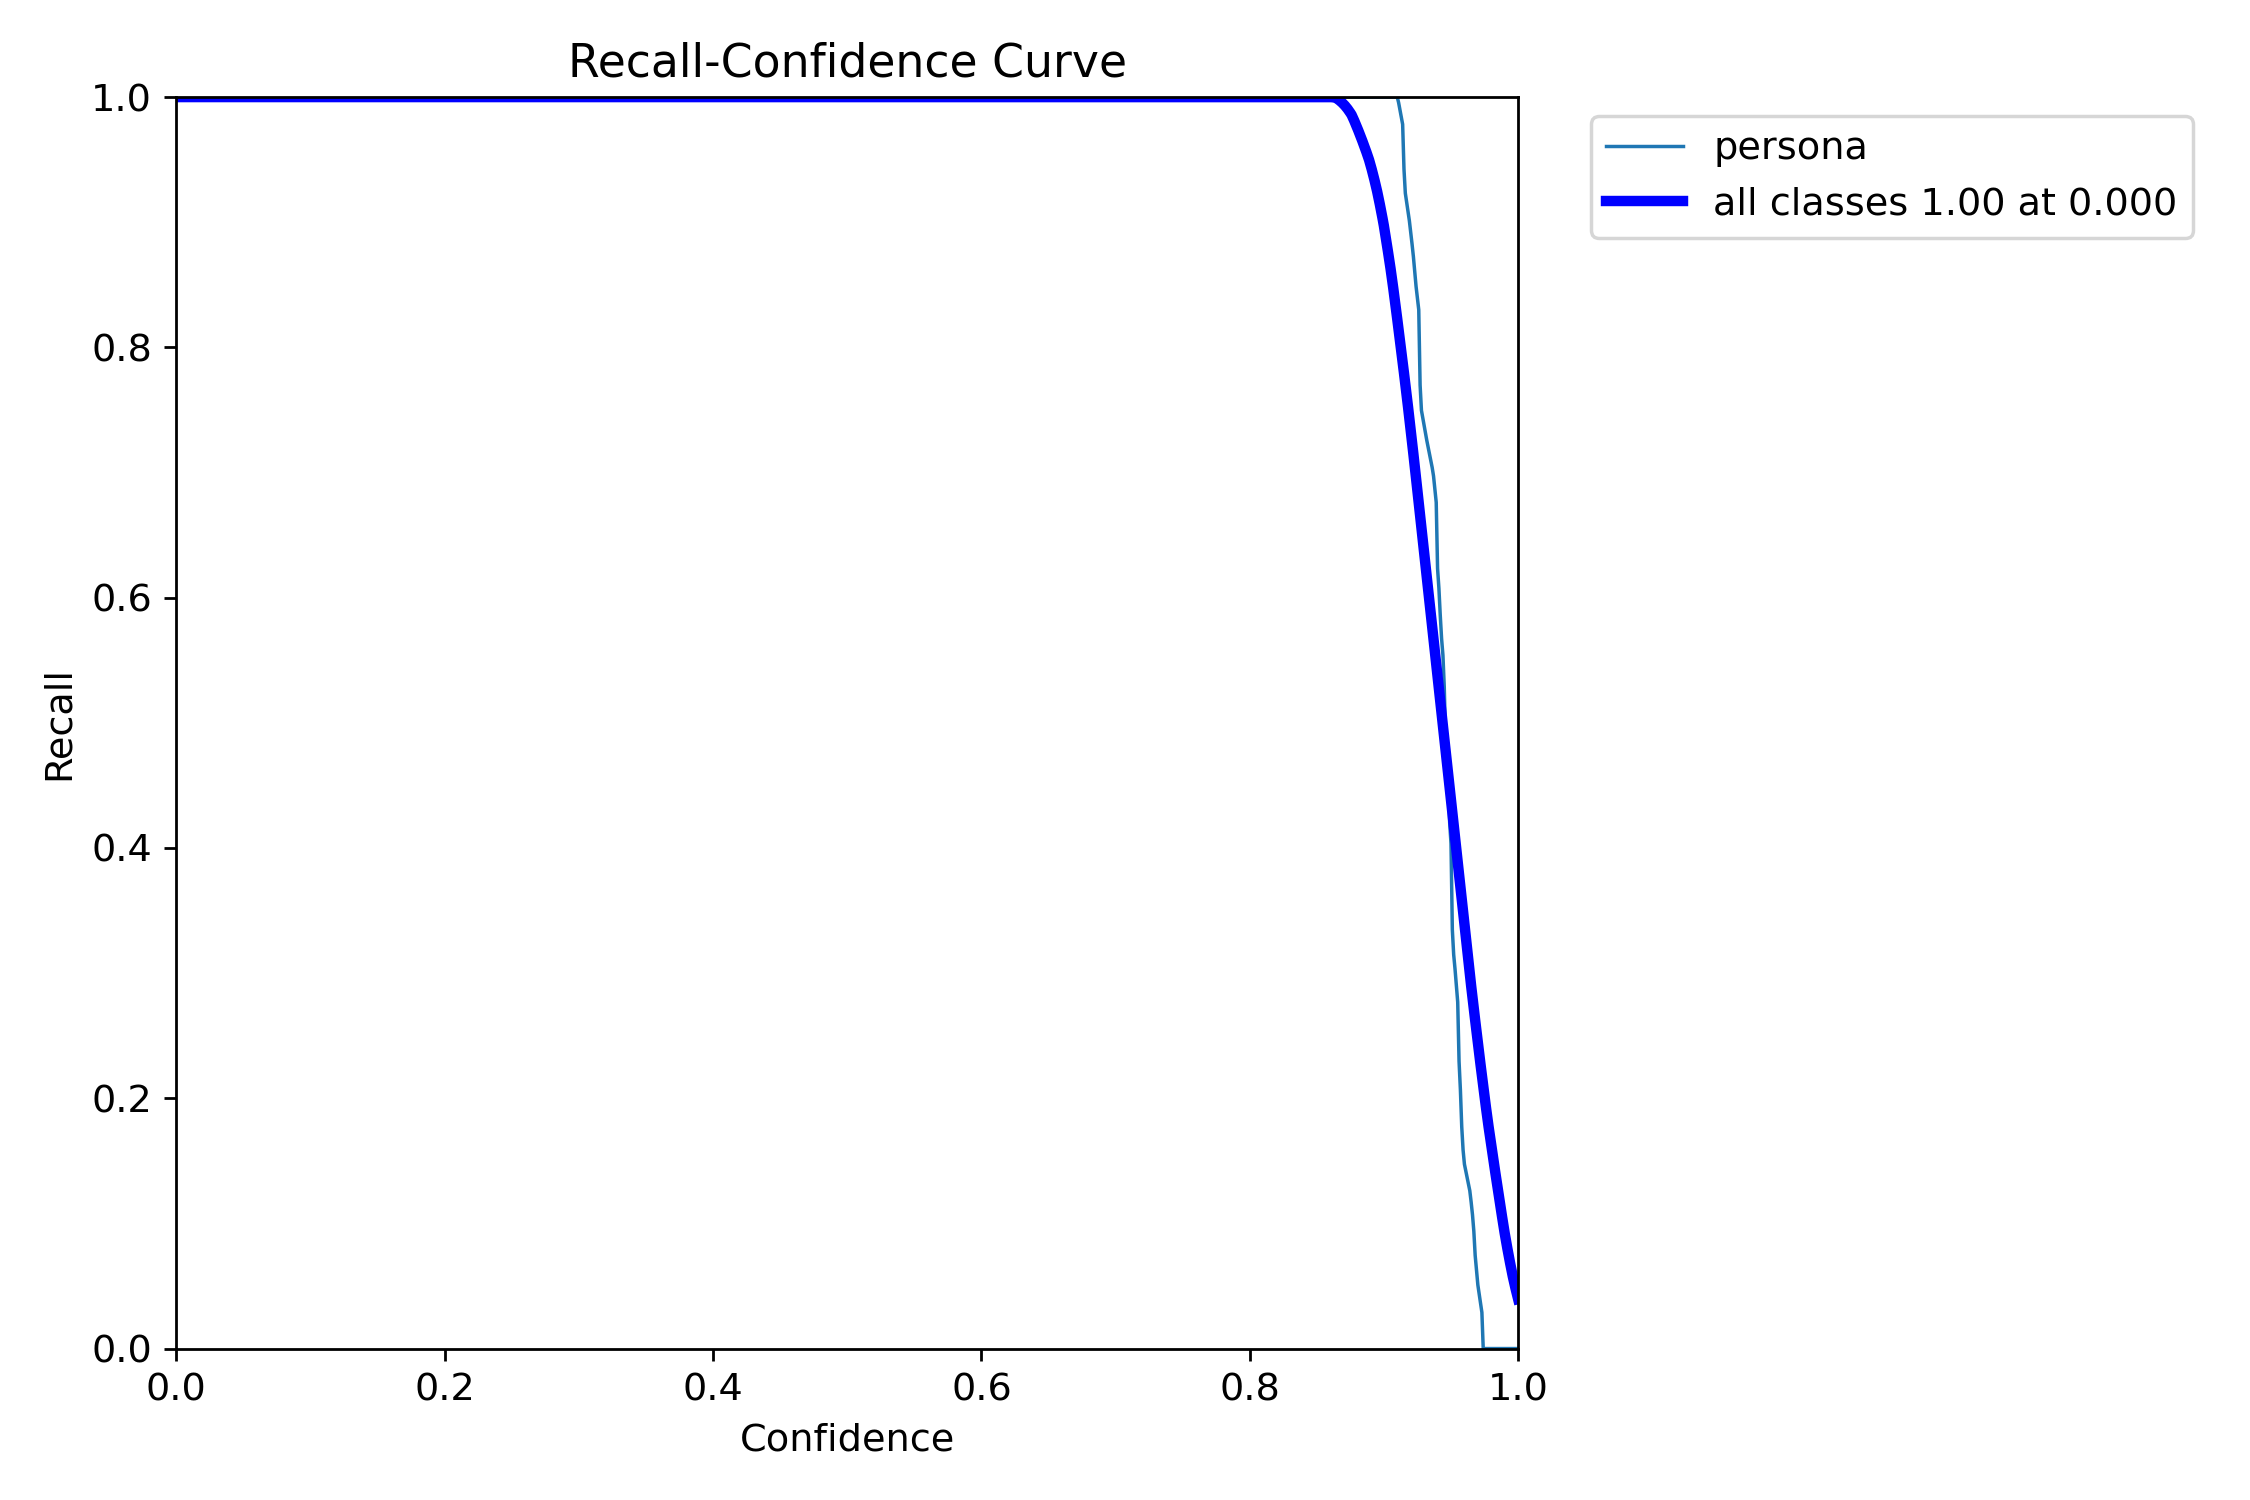 Recall-Confidence Curve
persona
all classes 1.00 at 0.000
1.0
0.8
0.6
0.4
0.2
0.0
Recall
0.0 0.2 0.4 0.6 0.8 1.0
Confidence